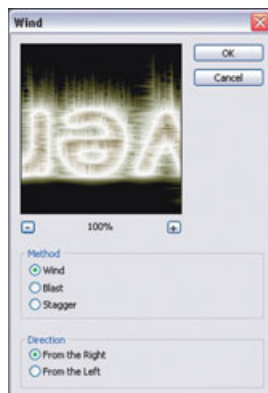 Wind
OK
Cancel
100%
Method
Wind
Blast
Stagger
Direction
From the Right
From the Left